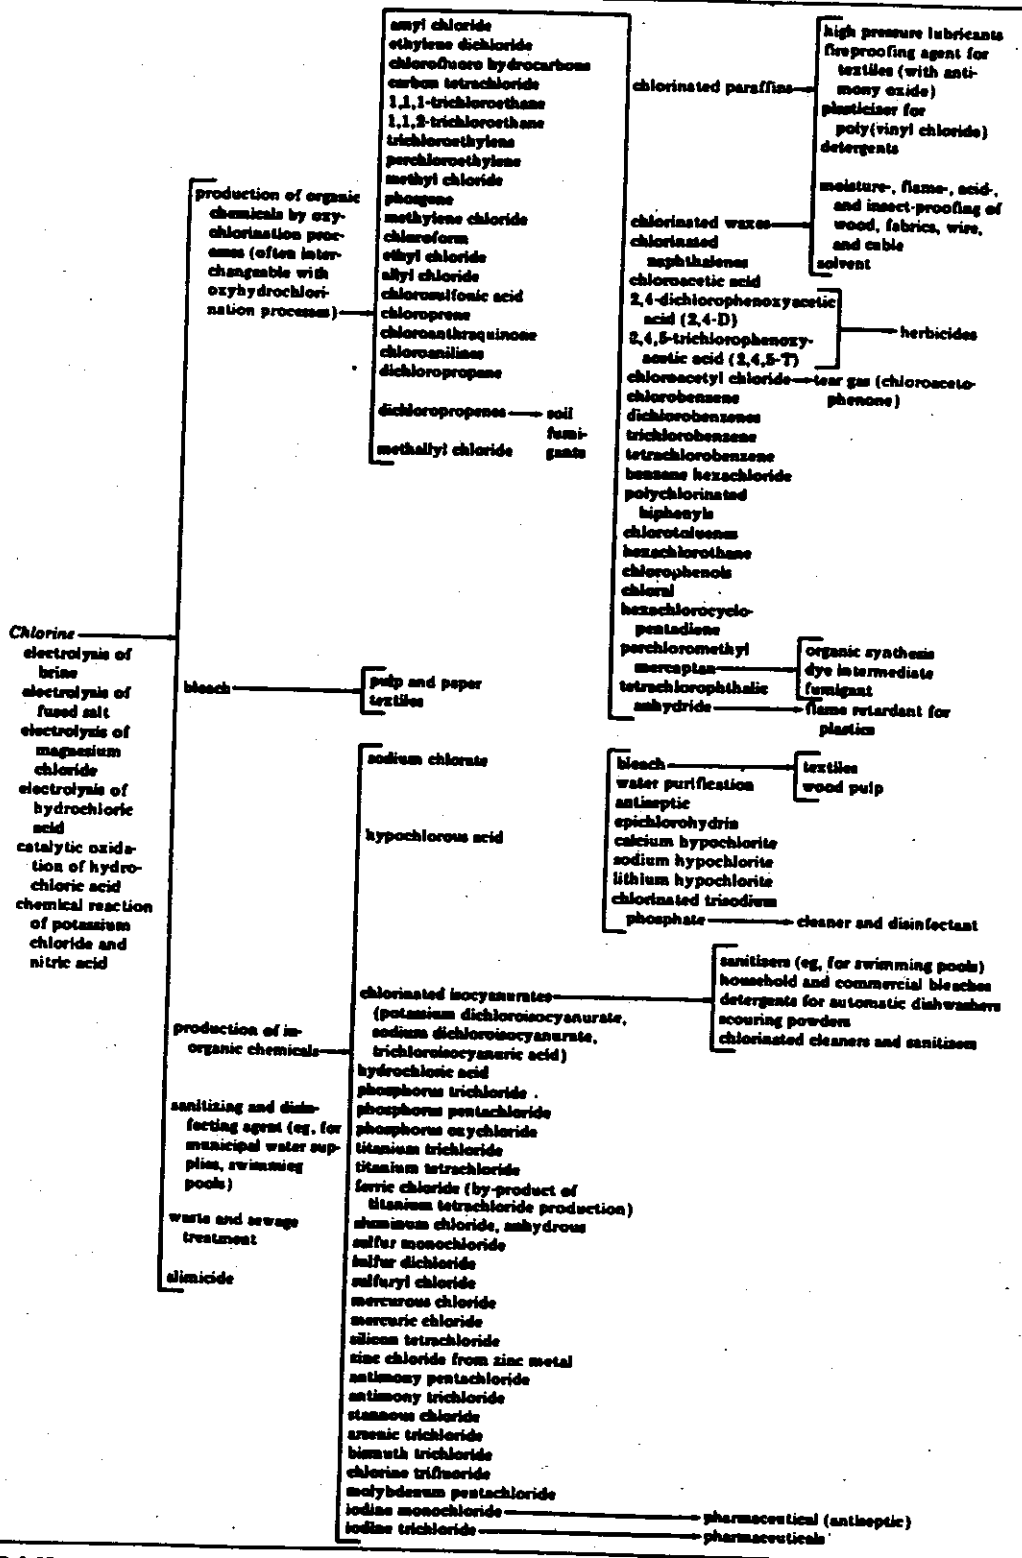 Chlorine
electrolysis of
brine
electrolysis of
fused salt
electrolysis of
magnesium
chloride
electrolysis of
hydrochloric
acid
catalytic oxida-
tion of hydro-
chloric acid
chemical reaction
of potassium
chloride and
nitric acid
production of organic
chemicals by oxy-
chlorination proc-
esses (often inter-
changeable with
oxyhydrochlori-
nation processes)
amyl chloride
ethylene dichloride
chlorofluoro hydrocarbons
carbon tetrachloride
1,1,1-trichloroethane
1,1,2-trichloroethane
trichloroethylene
perchloroethylene
methyl chloride
phosgene
methylene chloride
chloroform
ethyl chloride
allyl chloride
chlorosulfonic acid
chloroprene
chloroanthraquinone
chloroanilines
dichloropropane
dichloropropenes
soil
fumi-
gants
methallyl chloride
chlorinated paraffins
high pressure lubricants
fireproofing agent for
textiles (with anti-
mony oxide)
plasticizer for
poly(vinyl chloride)
detergents
chlorinated waxes
chlorinated
naphthalenes
moisture-, flame-, acid-,
and insect-proofing of
wood, fabrics, wire,
and cable
solvent
chloroacetic acid
2,4-dichlorophenoxyacetic
acid (2,4-D)
2,4,5-trichlorophenoxy-
acetic acid (2,4,5-T)
herbicides
chloroacetyl chloride
tear gas (chloroaceto-
phenone)
chlorobenzene
dichlorobenzenes
trichlorobenzene
tetrachlorobenzene
benzene hexachloride
polychlorinated
biphenyls
chlorotoluenes
hexachlorothane
chlorophenols
chloral
hexachlorocyclo-
pentadiene
perchloromethyl
mercaptan
organic synthesis
dye intermediate
fumigant
tetrachlorophthalic
anhydride
flame retardant for
plastics
bleach
pulp and paper
textiles
production of in-
organic chemicals
sodium chlorate
hypochlorous acid
bleach
textiles
wood pulp
water purification
antiseptic
epichlorohydrin
calcium hypochlorite
sodium hypochlorite
lithium hypochlorite
chlorinated trisodium
phosphate
cleaner and disinfectant
chlorinated isocyanurates
(potassium dichloroisocyanurate,
sodium dichloroisocyanurate,
trichloroisocyanuric acid)
sanitizers (eg, for swimming pools)
household and commercial bleaches
detergents for automatic dishwashers
scouring powders
chlorinated cleaners and sanitizers
hydrochloric acid
phosphorus trichloride
phosphorus pentachloride
phosphorus oxychloride
titanium trichloride
titanium tetrachloride
ferric chloride (by-product of
titanium tetrachloride production)
aluminum chloride, anhydrous
sulfur monochloride
sulfur dichloride
sulfuryl chloride
mercurous chloride
mercuric chloride
silicon tetrachloride
zinc chloride from zinc metal
antimony pentachloride
antimony trichloride
stannous chloride
arsenic trichloride
bismuth trichloride
chlorine trifluoride
molybdenum pentachloride
iodine monochloride
pharmaceutical (antiseptic)
iodine trichloride
pharmaceuticals
sanitizing and disin-
fecting agent (eg, for
municipal water sup-
plies, swimming
pools)
waste and sewage
treatment
slimicide